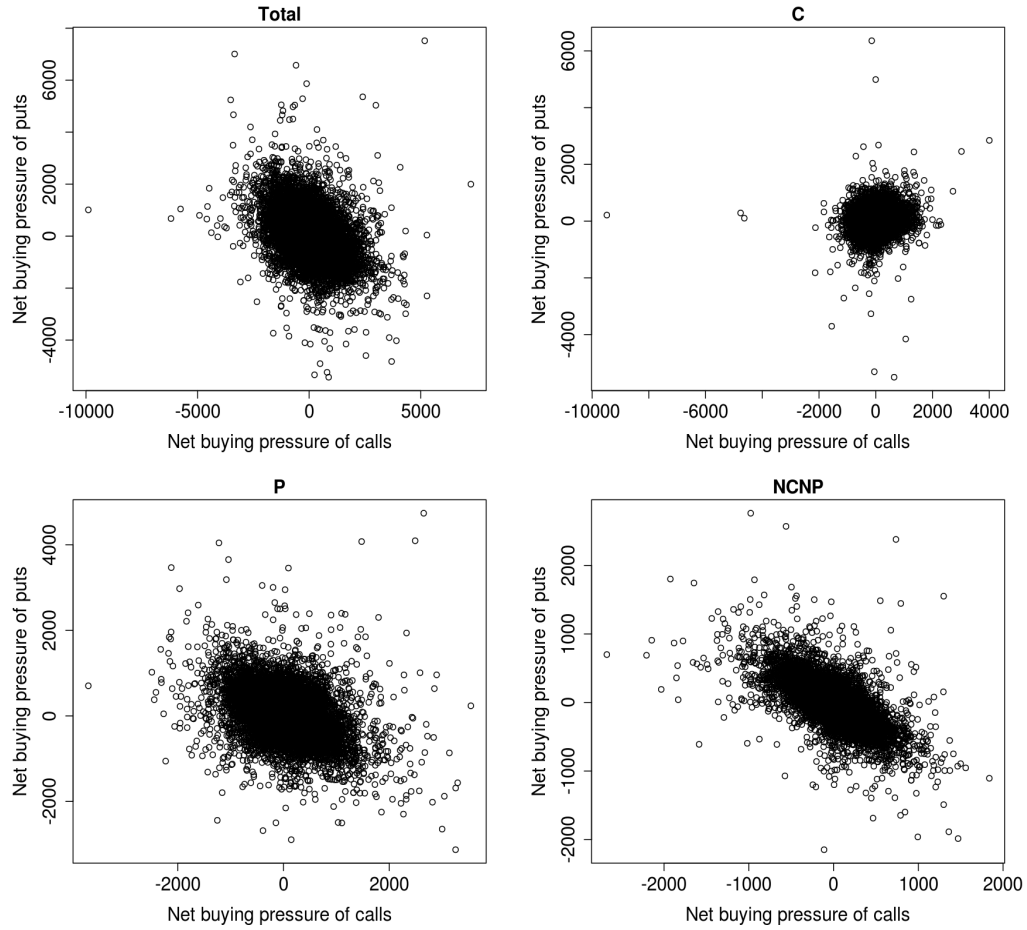 Total
6000
2000
0
-4000
Net buying pressure of puts
-10000 -5000 0 5000
Net buying pressure of calls
C
6000
2000
0
-4000
Net buying pressure of puts
-10000 -6000 -2000 0 2000 4000
Net buying pressure of calls
P
4000
2000
0
-2000
Net buying pressure of puts
-2000 0 2000
Net buying pressure of calls
NCNP
2000
1000
0
-1000
-2000
Net buying pressure of puts
-2000 -1000 0 1000 2000
Net buying pressure of calls